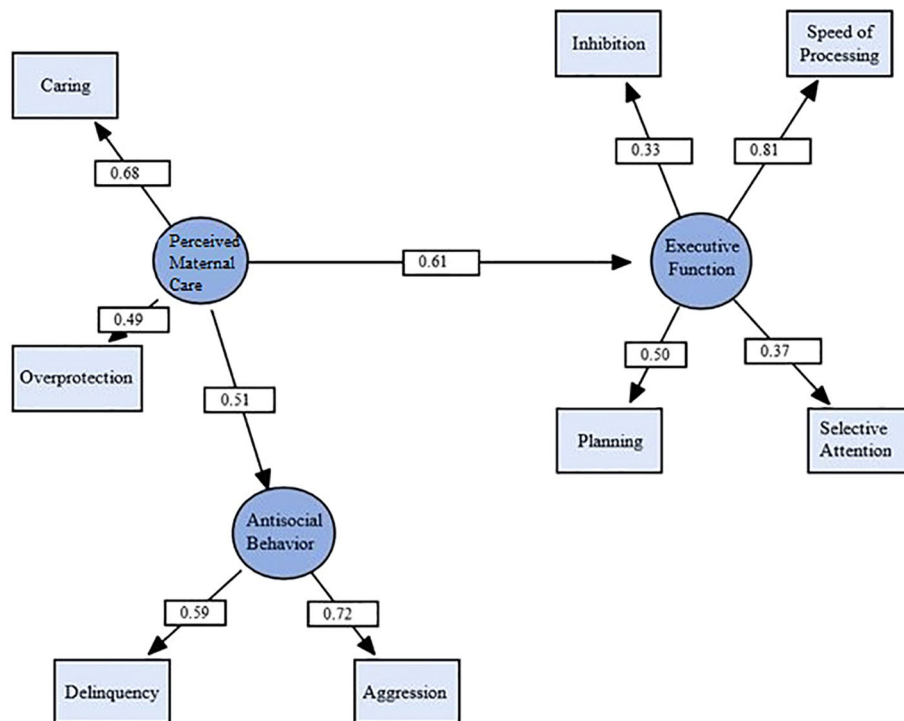 Inhibition
Speed of
Processing
Caring
0.33
0.81
0.68
Perceived
Maternal
Care
0.61
Executive
Function
0.49
0.50
0.37
Overprotection
0.51
Planning
Selective
Attention
Antisocial
Behavior
0.59
0.72
Delinquency
Aggression